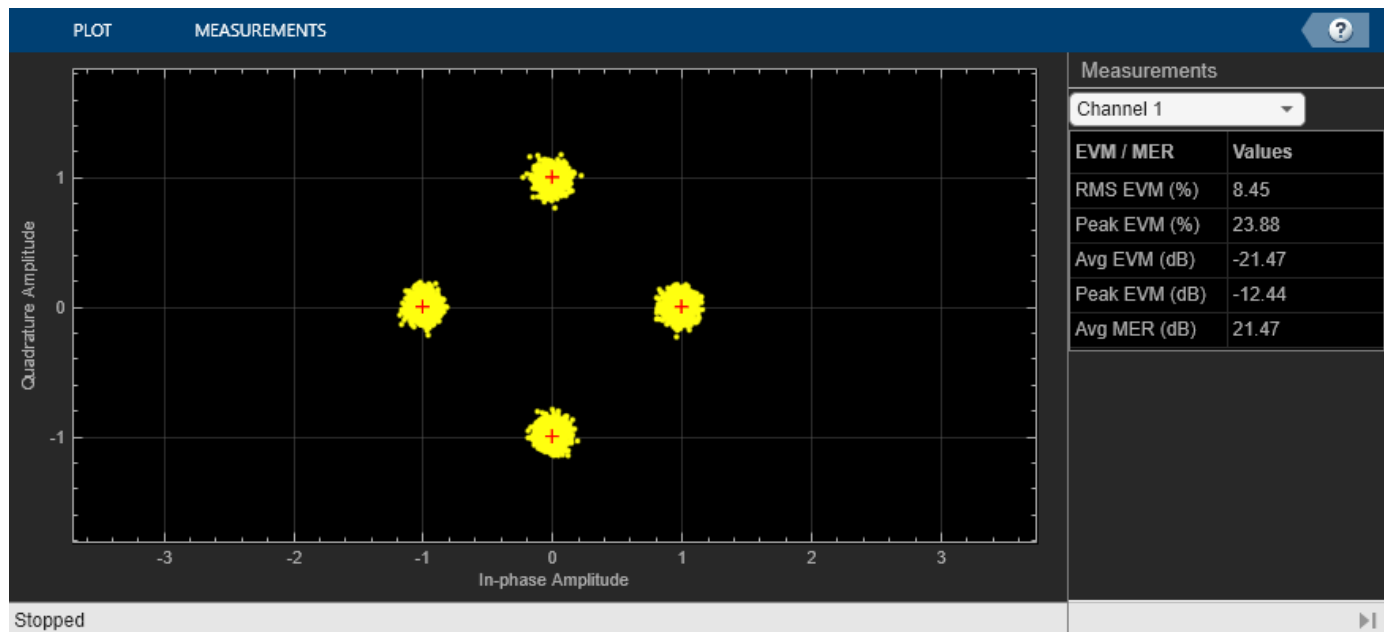 PLOT MEASUREMENTS ?
Measurements
Channel 1
EVM / MER Values
RMS EVM (%) 8.45
Peak EVM (%) 23.88
Avg EVM (dB) -21.47
Peak EVM (dB) -12.44
Avg MER (dB) 21.47
Quadrature Amplitude
1
0
-1
-3 -2 -1 0 1 2 3
In-phase Amplitude
Stopped